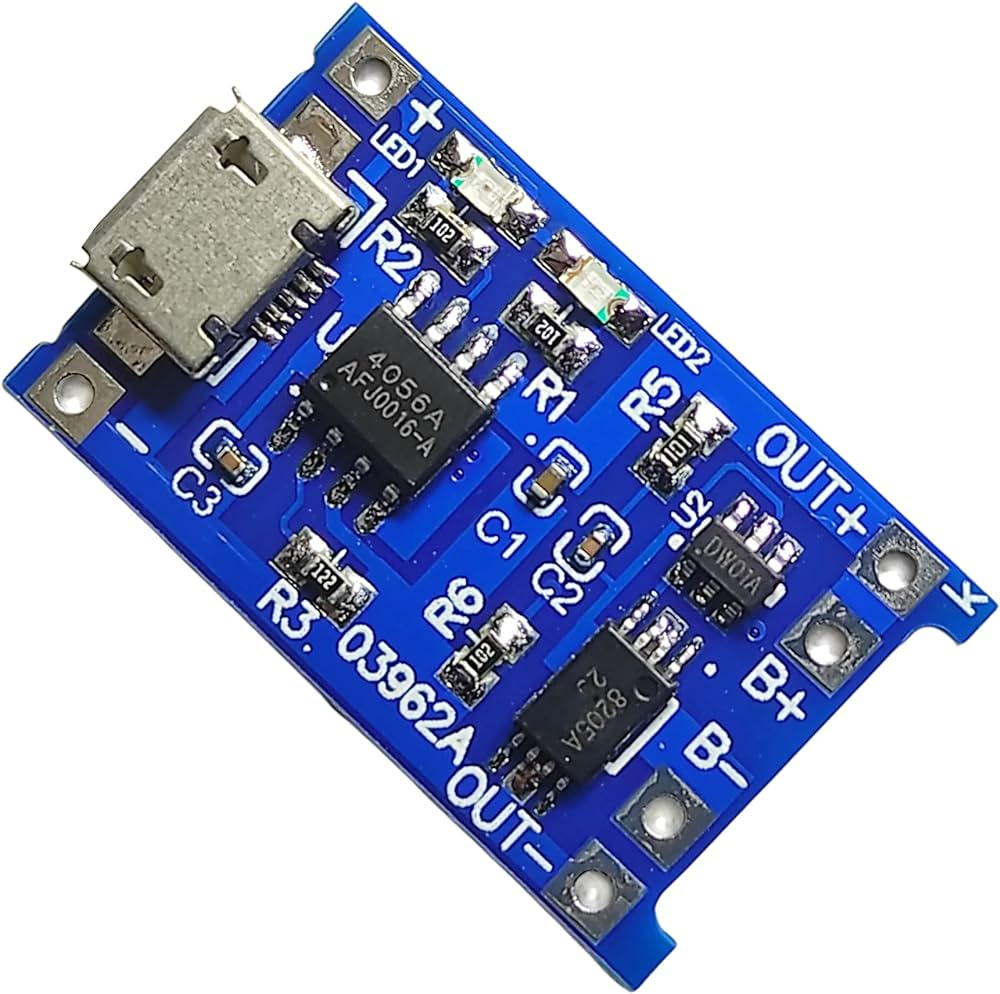 +
LED1
R2
102
4056A
AFJ0016-A
-
C3
R1
102
LED2
R5
101
OUT+
C1
C2
U2
DW01A
K
R3
122
R6
102
03962A
8205A
B+
B-
OUT-